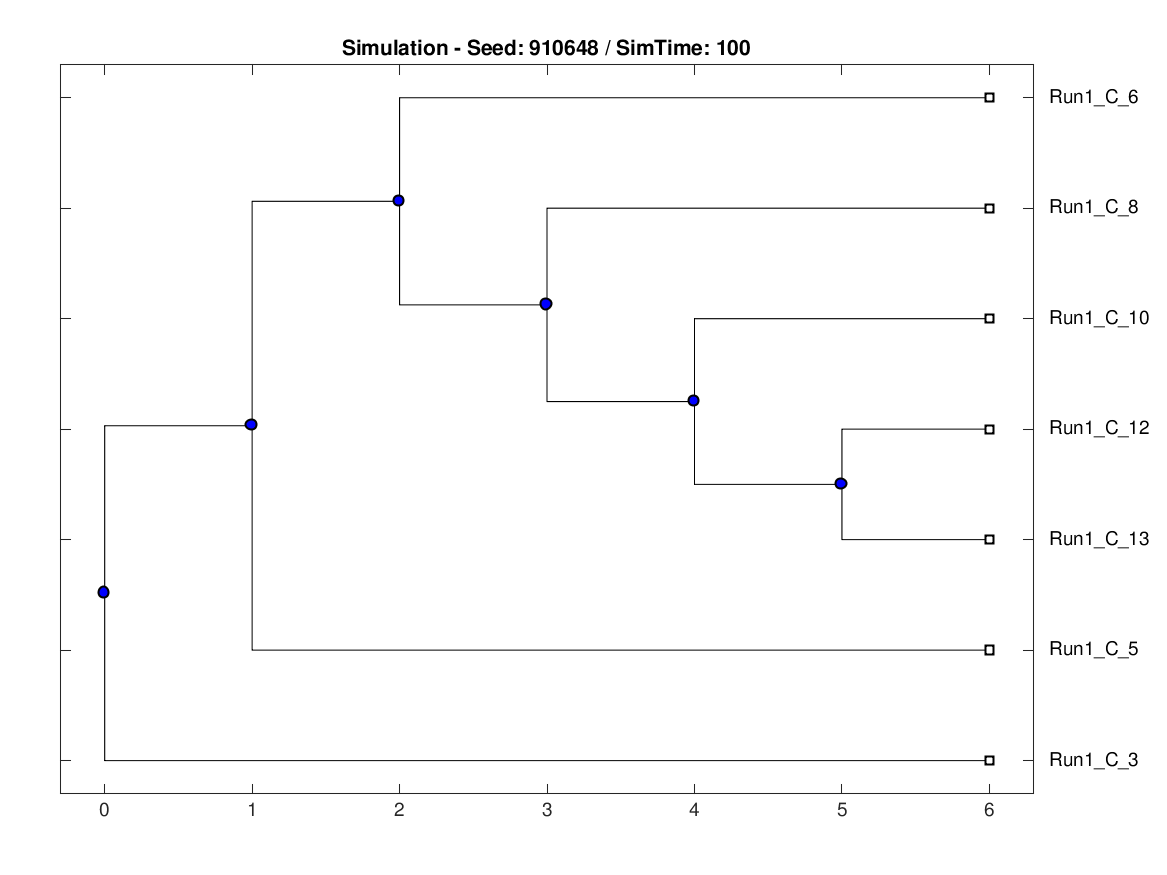 Simulation - Seed: 910648 / SimTime: 100
Run1_C_6
Run1_C_8
Run1_C_10
Run1_C_12
Run1_C_13
Run1_C_5
Run1_C_3
0 1 2 3 4 5 6